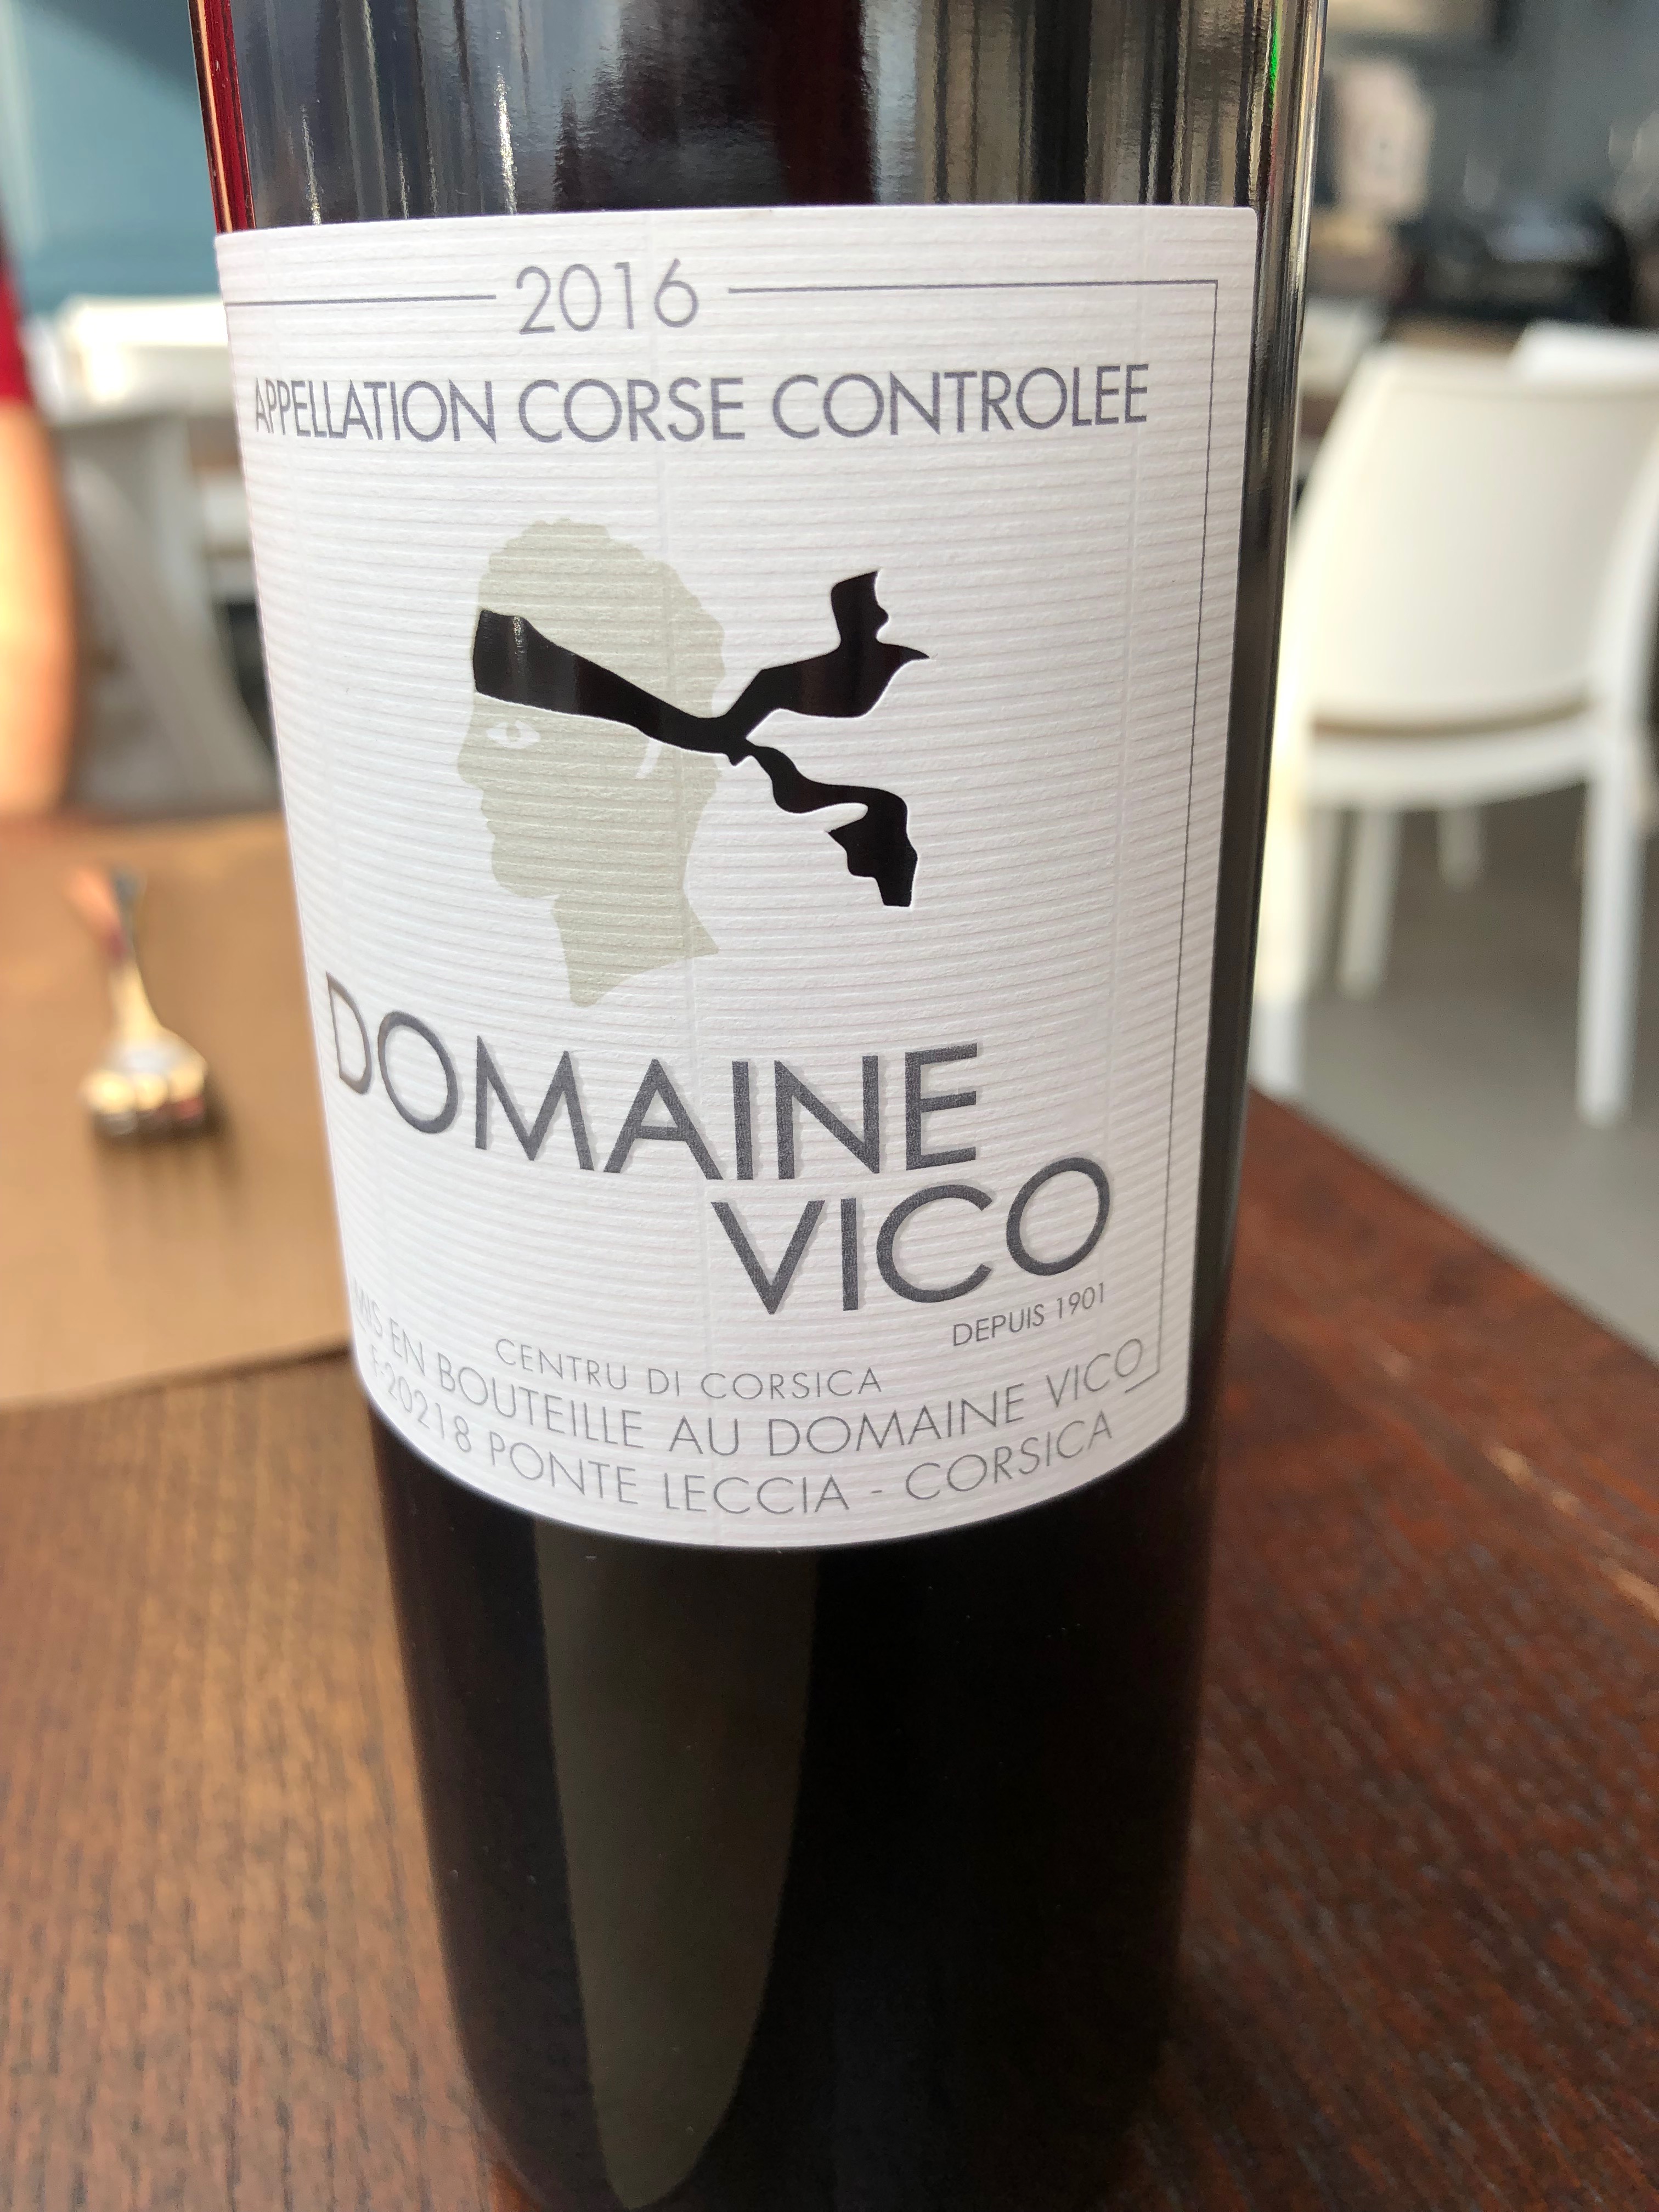 2016
APPELLATION CORSE CONTROLEE
DOMAINE
VICO
DEPUIS 1901
CENTRU DI CORSICA
MIS EN BOUTEILLE AU DOMAINE VICO
F-20218 PONTE LECCIA - CORSICA